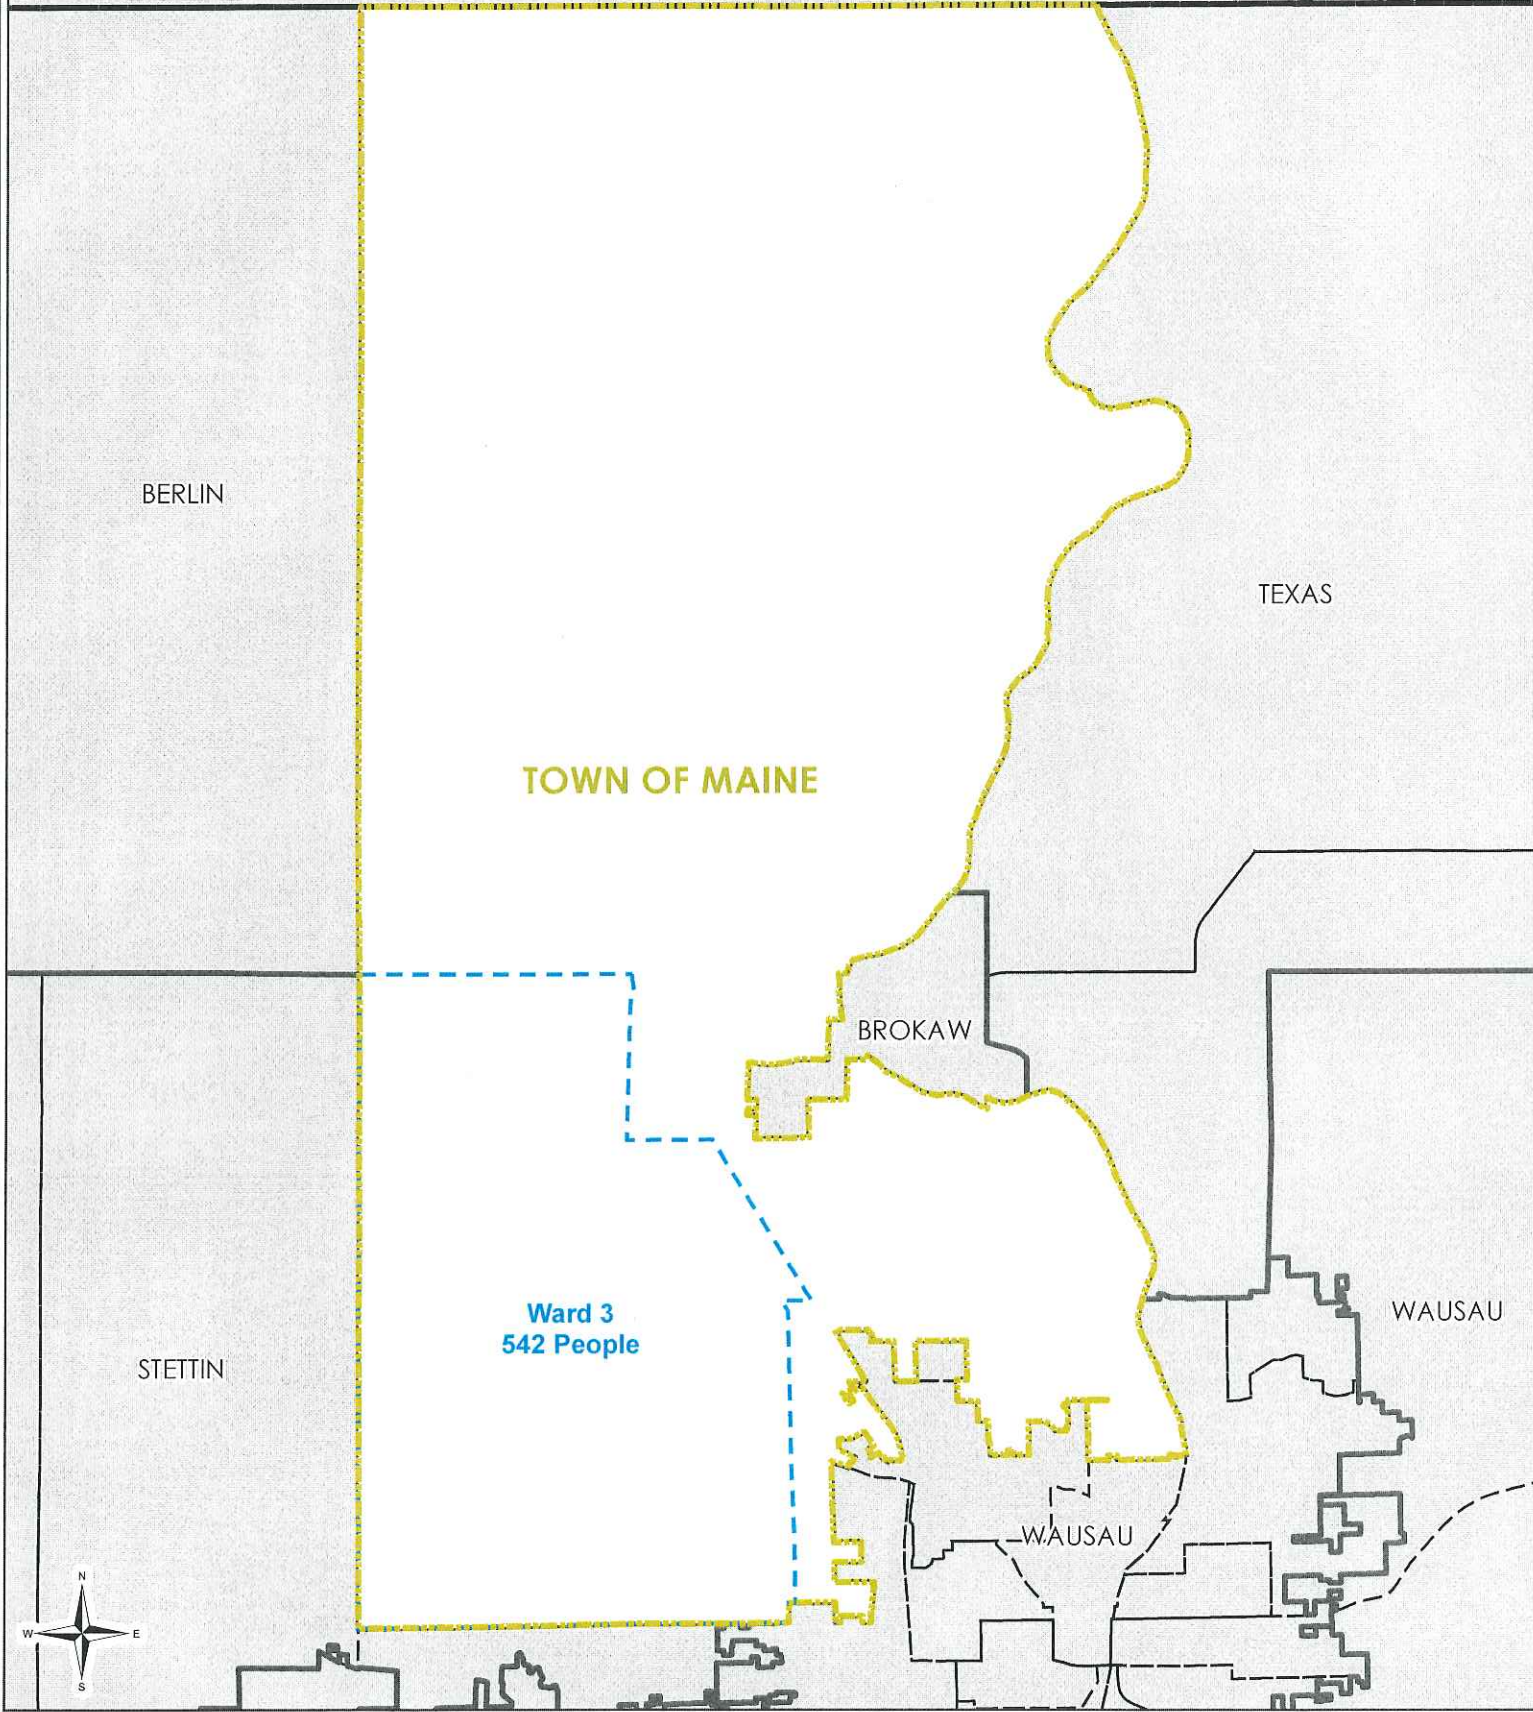 BERLIN
TEXAS
TOWN OF MAINE
BROKAW
Ward 3
542 People
WAUSAU
STETTIN
WAUSAU
N
W
E
S